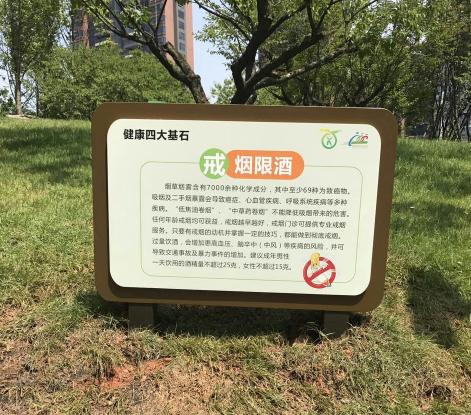 健康四大基石
戒烟限酒
烟草烟雾含有7000余种化学成分，其中至少69种为致癌物。
吸烟及二手烟暴露会导致癌症、心血管疾病、呼吸系统疾病等多种
疾病。“低焦油卷烟”、“中草药卷烟”不能降低吸烟带来的危害。
任何年龄戒烟均可获益，戒烟越早越好，戒烟门诊可提供专业戒烟
服务。只要有戒烟的动机并掌握一定的技巧，都能做到彻底戒烟。
过量饮酒，会增加患高血压、脑卒中（中风）等疾病的风险，并可
导致交通事故及暴力事件的增加。建议成年男性
一天饮用的酒精量不超过25克，女性不超过15克。